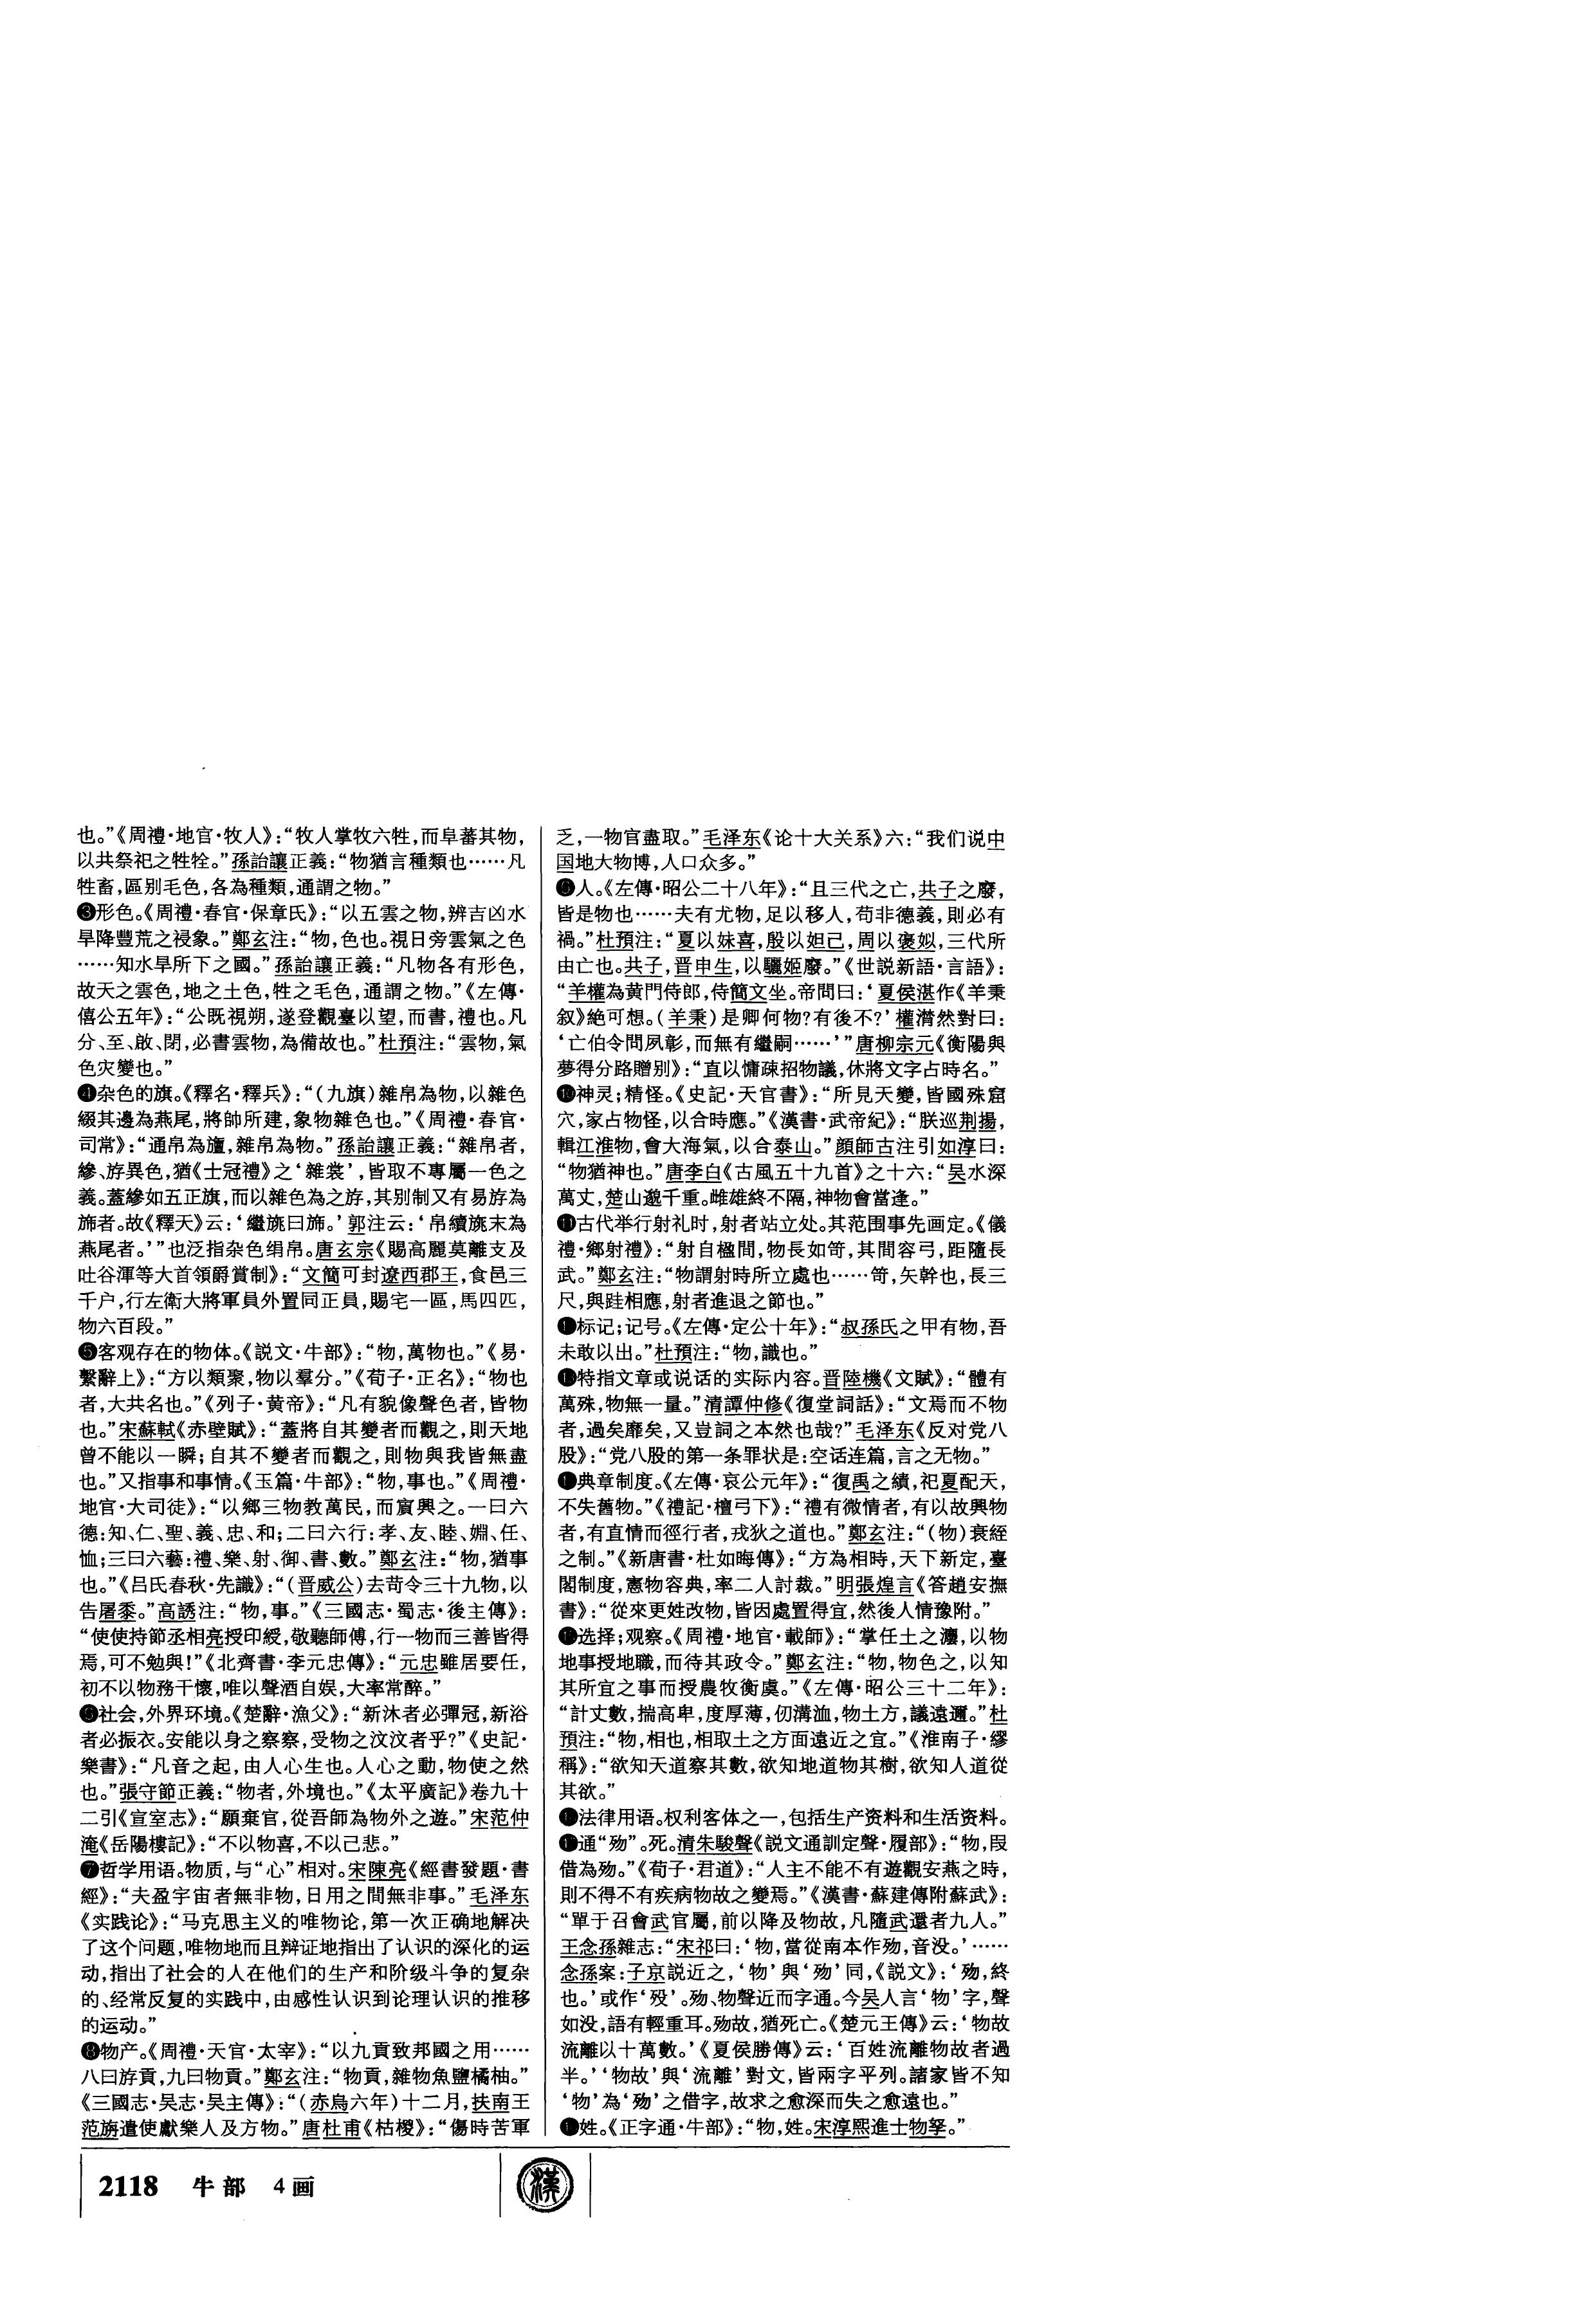 也。”《周禮·地官·牧人》：“牧人掌牧六牲，而阜蕃其物，
以共祭祀之牲牷。”孫詒讓正義：“物猶言種類也……凡
牲畜，區别毛色，各為種類，通謂之物。”
❸形色。《周禮·春官·保章氏》：“以五雲之物，辨吉凶水
旱降豐荒之祲象。”鄭玄注：“物，色也。視日旁雲氣之色
……知水旱所下之國。”孫詒讓正義：“凡物各有形色，
故天之雲色，地之土色，牲之毛色，通謂之物。”《左傳·
僖公五年》：“公既視朔，遂登觀臺以望，而書，禮也。凡
分、至、啟、閉，必書雲物，為備故也。”杜預注：“雲物，氣
色灾變也。”
❹杂色的旗。《釋名·釋兵》：“（九旗）雜帛為物，以雜色
綴其邊為燕尾，將帥所建，象物雜色也。”《周禮·春官·
司常》：“通帛為旜，雜帛為物。”孫詒讓正義：“雜帛者，
縿、斿異色，猶《士冠禮》之‘雜裳’，皆取不專屬一色之
義。蓋縿如五正旗，而以雜色為之斿，其别制又有易斿為
斾者。故《釋天》云：‘繼旐曰斾。’郭注云：‘帛續旐末為
燕尾者。’”也泛指杂色绢帛。唐玄宗《賜高麗莫離支及
吐谷渾等大首領爵賞制》：“文簡可封遼西郡王，食邑三
千户，行左衛大將軍員外置同正員，賜宅一區，馬四匹，
物六百段。”
❺客观存在的物体。《説文·牛部》：“物，萬物也。”《易·
繫辭上》：“方以類聚，物以羣分。”《荀子·正名》：“物也
者，大共名也。”《列子·黄帝》：“凡有貌像聲色者，皆物
也。”宋蘇軾《赤壁賦》：“蓋將自其變者而觀之，則天地
曾不能以一瞬；自其不變者而觀之，則物與我皆無盡
也。”又指事和事情。《玉篇·牛部》：“物，事也。”《周禮·
地官·大司徒》：“以鄉三物教萬民，而賓興之。一曰六
德：知、仁、聖、義、忠、和；二曰六行：孝、友、睦、婣、任、
恤；三曰六藝：禮、樂、射、御、書、數。”鄭玄注：“物，猶事
也。”《吕氏春秋·先識》：“（晋威公）去苛令三十九物，以
告屠黍。”高誘注：“物，事。”《三國志·蜀志·後主傳》：
“使使持節丞相亮授印綬，敬聽師傅，行一物而三善皆得
焉，可不勉與！”《北齊書·李元忠傳》：“元忠雖居要任，
初不以物務干懷，唯以聲酒自娱，大率常醉。”
❻社会，外界环境。《楚辭·漁父》：“新沐者必彈冠，新浴
者必振衣。安能以身之察察，受物之汶汶者乎？”《史記·
樂書》：“凡音之起，由人心生也。人心之動，物使之然
也。”張守節正義：“物者，外境也。”《太平廣記》卷九十
二引《宣室志》：“願棄官，從吾師為物外之遊。”宋范仲
淹《岳陽樓記》：“不以物喜，不以己悲。”
❼哲学用语。物质，与“心”相对。宋陳亮《經書發題·書
經》：“夫盈宇宙者無非物，日用之間無非事。”毛泽东
《实践论》：“马克思主义的唯物论，第一次正确地解决
了这个问题，唯物地而且辩证地指出了认识的深化的运
动，指出了社会的人在他们的生产和阶级斗争的复杂
的、经常反复的实践中，由感性认识到论理认识的推移
的运动。”
❽物产。《周禮·天官·太宰》：“以九貢致邦國之用……
八曰斿貢，九曰物貢。”鄭玄注：“物貢，雜物魚鹽橘柚。”
《三國志·吴志·吴主傳》：“（赤烏六年）十二月，扶南王
范旃遣使獻樂人及方物。”唐杜甫《枯椶》：“傷時苦軍
乏，一物官盡取。”毛泽东《论十大关系》六：“我们说中
国地大物博，人口众多。”
❾人。《左傳·昭公二十八年》：“且三代之亡，共子之廢，
皆是物也……夫有尤物，足以移人，苟非德義，則必有
禍。”杜預注：“夏以妹喜，殷以妲己，周以褒姒，三代所
由亡也。共子，晋申生，以驪姬廢。”《世説新語·言語》：
“羊權為黄門侍郎，侍簡文坐。帝問曰：‘夏侯湛作《羊秉
叙》絶可想。（羊秉）是卿何物？有後不？’權潸然對曰：
‘亡伯令問夙彰，而無有繼嗣……’”唐柳宗元《衡陽與
夢得分路贈别》：“直以慵疎招物議，休將文字占時名。”
❿神灵；精怪。《史記·天官書》：“所見天變，皆國殊窟
穴，家占物怪，以合時應。”《漢書·武帝紀》：“朕巡荆揚，
輯江淮物，會大海氣，以合泰山。”顔師古注引如淳曰：
“物猶神也。”唐李白《古風五十九首》之十六：“吴水深
萬丈，楚山邈千重。雌雄終不隔，神物會當逢。”
⓫古代举行射礼时，射者站立处。其范围事先画定。《儀
禮·鄉射禮》：“射自楹間，物長如笴，其間容弓，距隨長
武。”鄭玄注：“物謂射時所立處也……笴，矢幹也，長三
尺，與跬相應，射者進退之節也。”
⓬标记；记号。《左傳·定公十年》：“叔孫氏之甲有物，吾
未敢以出。”杜預注：“物，識也。”
⓭特指文章或说话的实际内容。晋陸機《文賦》：“體有
萬殊，物無一量。”清譚仲修《復堂詞話》：“文焉而不物
者，過矣靡矣，又豈詞之本然也哉？”毛泽东《反对党八
股》：“党八股的第一条罪状是：空话连篇，言之无物。”
⓮典章制度。《左傳·哀公元年》：“復禹之績，祀夏配天，
不失舊物。”《禮記·檀弓下》：“禮有微情者，有以故興物
者，有直情而徑行者，戎狄之道也。”鄭玄注：“（物）衰絰
之制。”《新唐書·杜如晦傳》：“方為相時，天下新定，臺
閣制度，憲物容典，率二人討裁。”明張煌言《答趙安撫
書》：“從來更姓改物，皆因處置得宜，然後人情豫附。”
⓯选择；观察。《周禮·地官·載師》：“掌任土之灋，以物
地事授地職，而待其政令。”鄭玄注：“物，物色之，以知
其所宜之事而授農牧衡虞。”《左傳·昭公三十二年》：
“計丈數，揣高卑，度厚薄，仞溝洫，物土方，議遠邇。”杜
預注：“物，相也，相取土之方面遠近之宜。”《淮南子·繆
稱》：“欲知天道察其數，欲知地道物其樹，欲知人道從
其欲。”
⓰法律用语。权利客体之一，包括生产资料和生活资料。
⓱通“歾”。死。清朱駿聲《説文通訓定聲·履部》：“物，叚
借為歾。”《荀子·君道》：“人主不能不有遊觀安燕之時，
則不得不有疾病物故之變焉。”《漢書·蘇建傳附蘇武》：
“單于召會武官屬，前以降及物故，凡隨武還者九人。”
王念孫雜志：“宋祁曰：‘物，當從南本作歾，音没。’……
念孫案：子京説近之，‘物’與‘歾’同，《説文》：‘歾，終
也。’或作‘歿’。歾、物聲近而字通。今吴人言‘物’字，聲
如没，語有輕重耳。歾故，猶死亡。《楚元王傳》云：‘物故
流離以十萬數。’《夏侯勝傳》云：‘百姓流離物故者過
半。’‘物故’與‘流離’對文，皆兩字平列。諸家皆不知
‘物’為‘歾’之借字，故求之愈深而失之愈遠也。”
⓲姓。《正字通·牛部》：“物，姓。宋淳熙進士物孚。”
2118 牛部 4画
漢